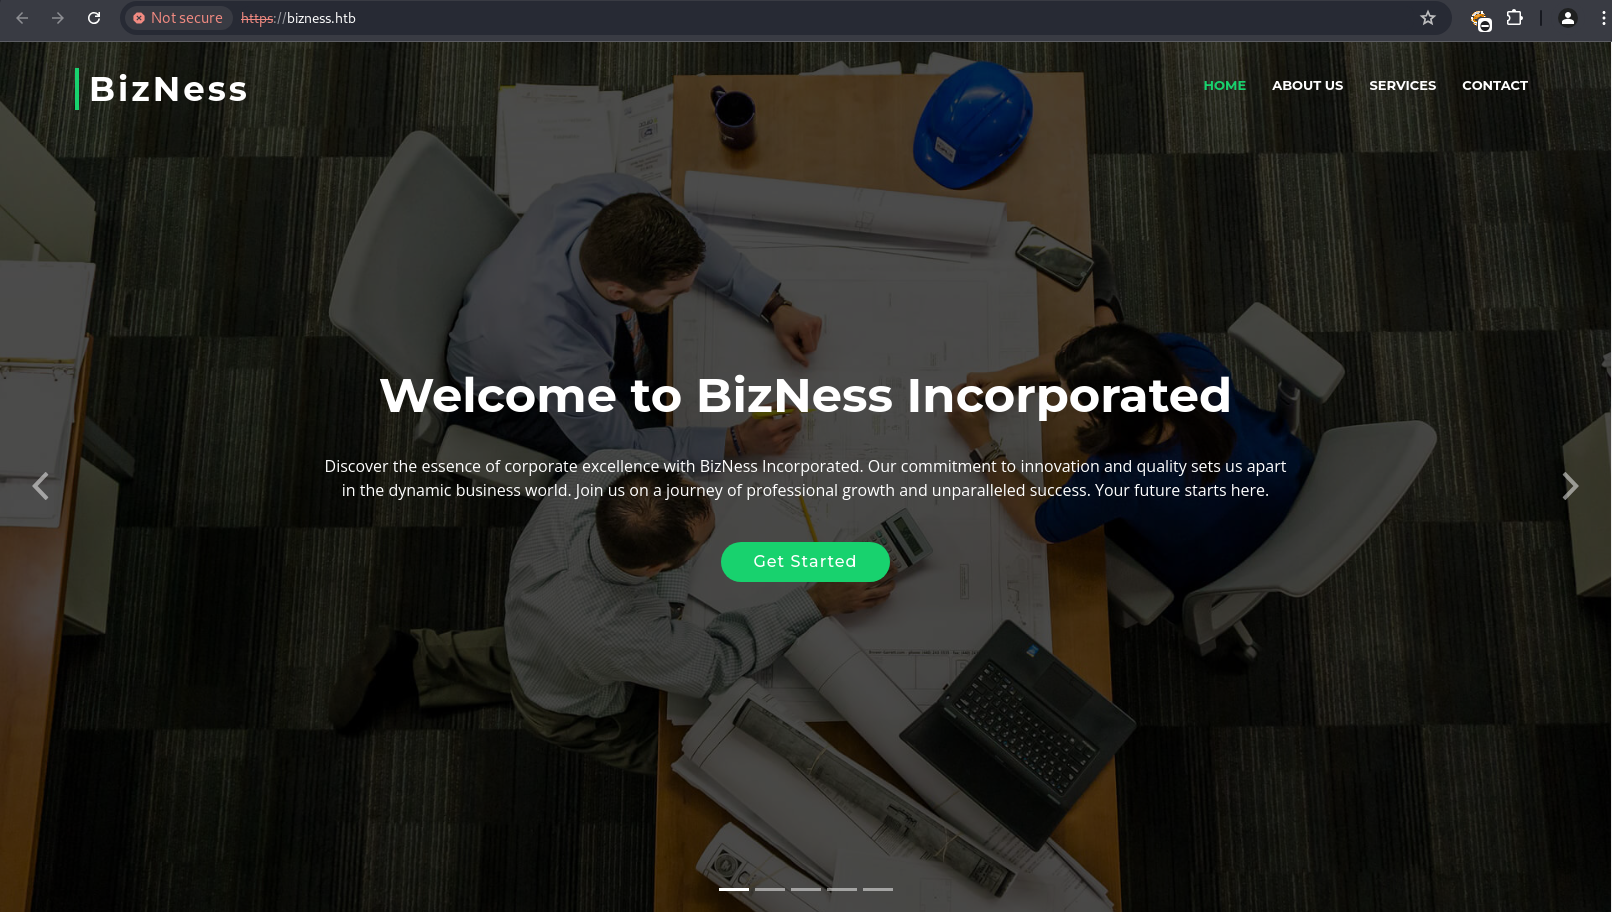 Not secure https://bizness.htb
BizNess
HOME ABOUT US SERVICES CONTACT
Welcome to BizNess Incorporated
Discover the essence of corporate excellence with BizNess Incorporated. Our commitment to innovation and quality sets us apart
in the dynamic business world. Join us on a journey of professional growth and unparalleled success. Your future starts here.
Get Started